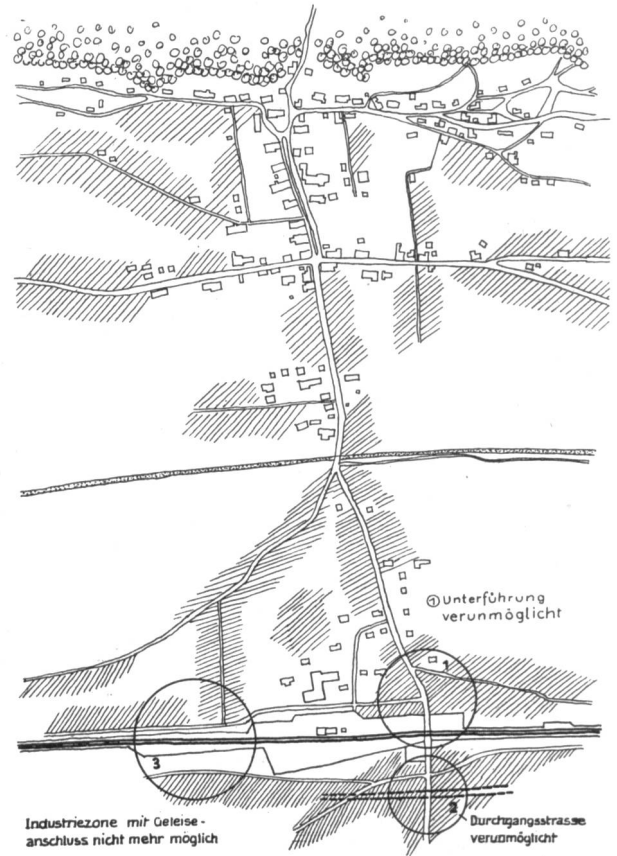 ① Unterführung
verunmöglicht
1
3
2
Industriezone mit Geleise-
anschluss nicht mehr möglich
Durchgangsstrasse
verunmöglicht